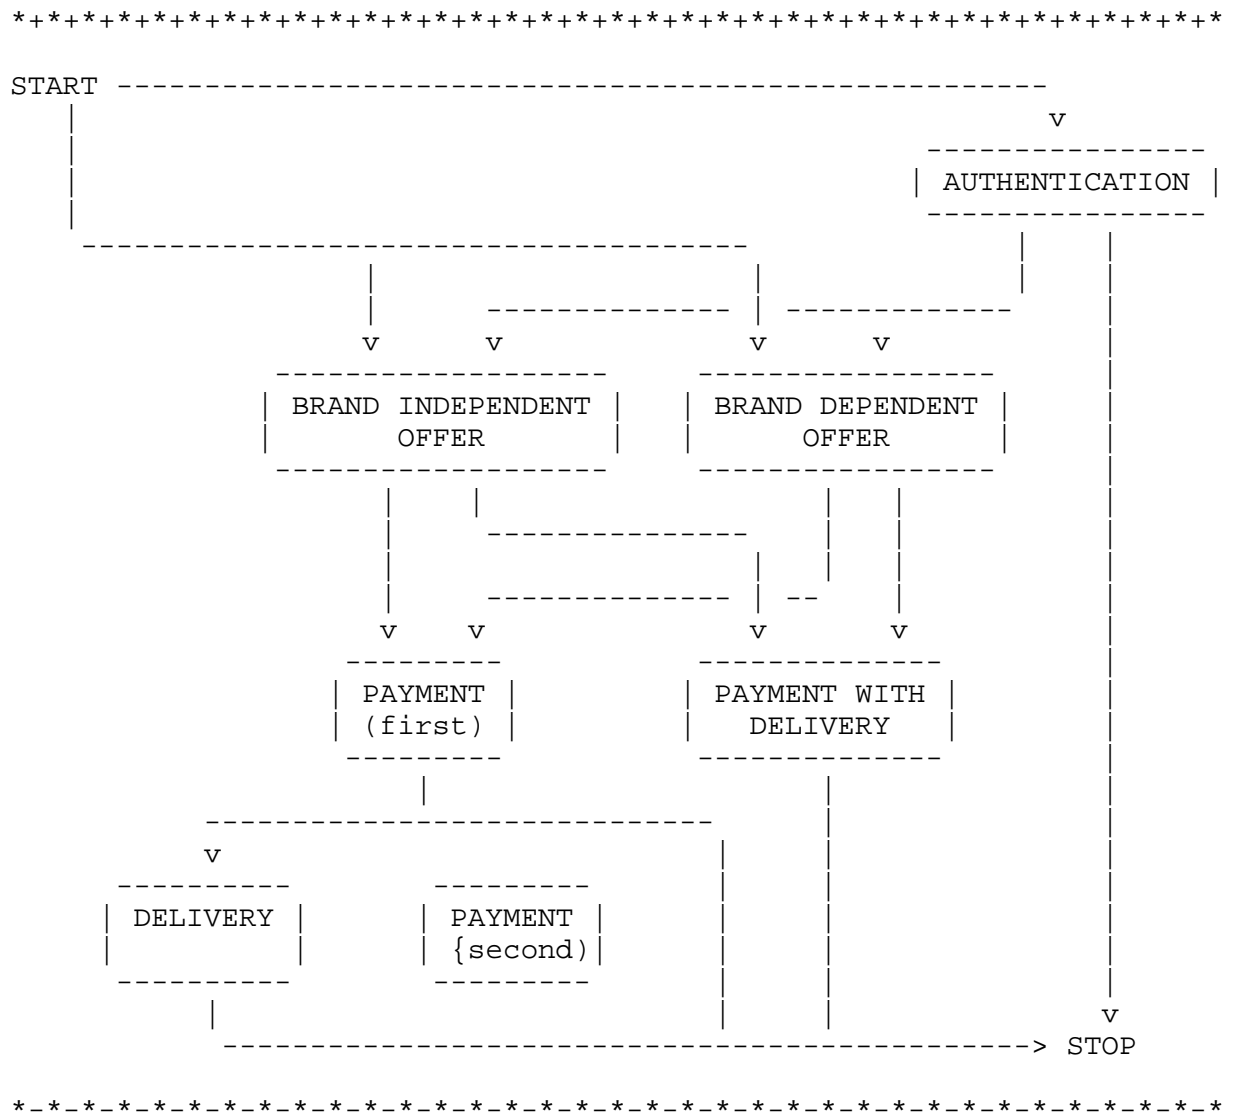 *+*+*+*+*+*+*+*+*+*+*+*+*+*+*+*+*+*+*+*+*+*+*+*+*+*+*+*+*+*+*+*+*+*+*
START
v
AUTHENTICATION
v v v v
BRAND INDEPENDENT BRAND DEPENDENT
OFFER OFFER
v v v v
PAYMENT PAYMENT WITH
(first) DELIVERY
v
DELIVERY PAYMENT
{second)
v
> STOP
*-*-*-*-*-*-*-*-*-*-*-*-*-*-*-*-*-*-*-*-*-*-*-*-*-*-*-*-*-*-*-*-*-*-*